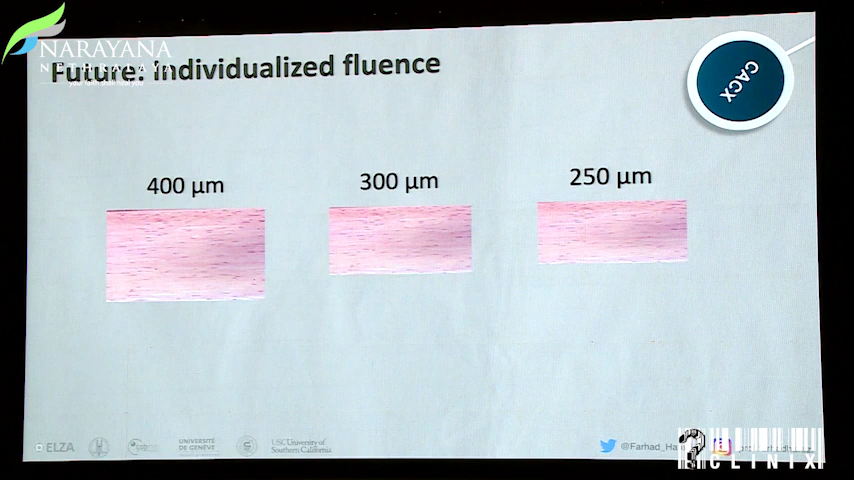 NARAYANA
NETHRALAYA
Future: Individualized fluence
CACX
400 µm
300 µm
250 µm
ELZA
UNIVERSITÉ
DE GENÈVE
USC University of
Southern California
@Farhad_Ha
CLINIX